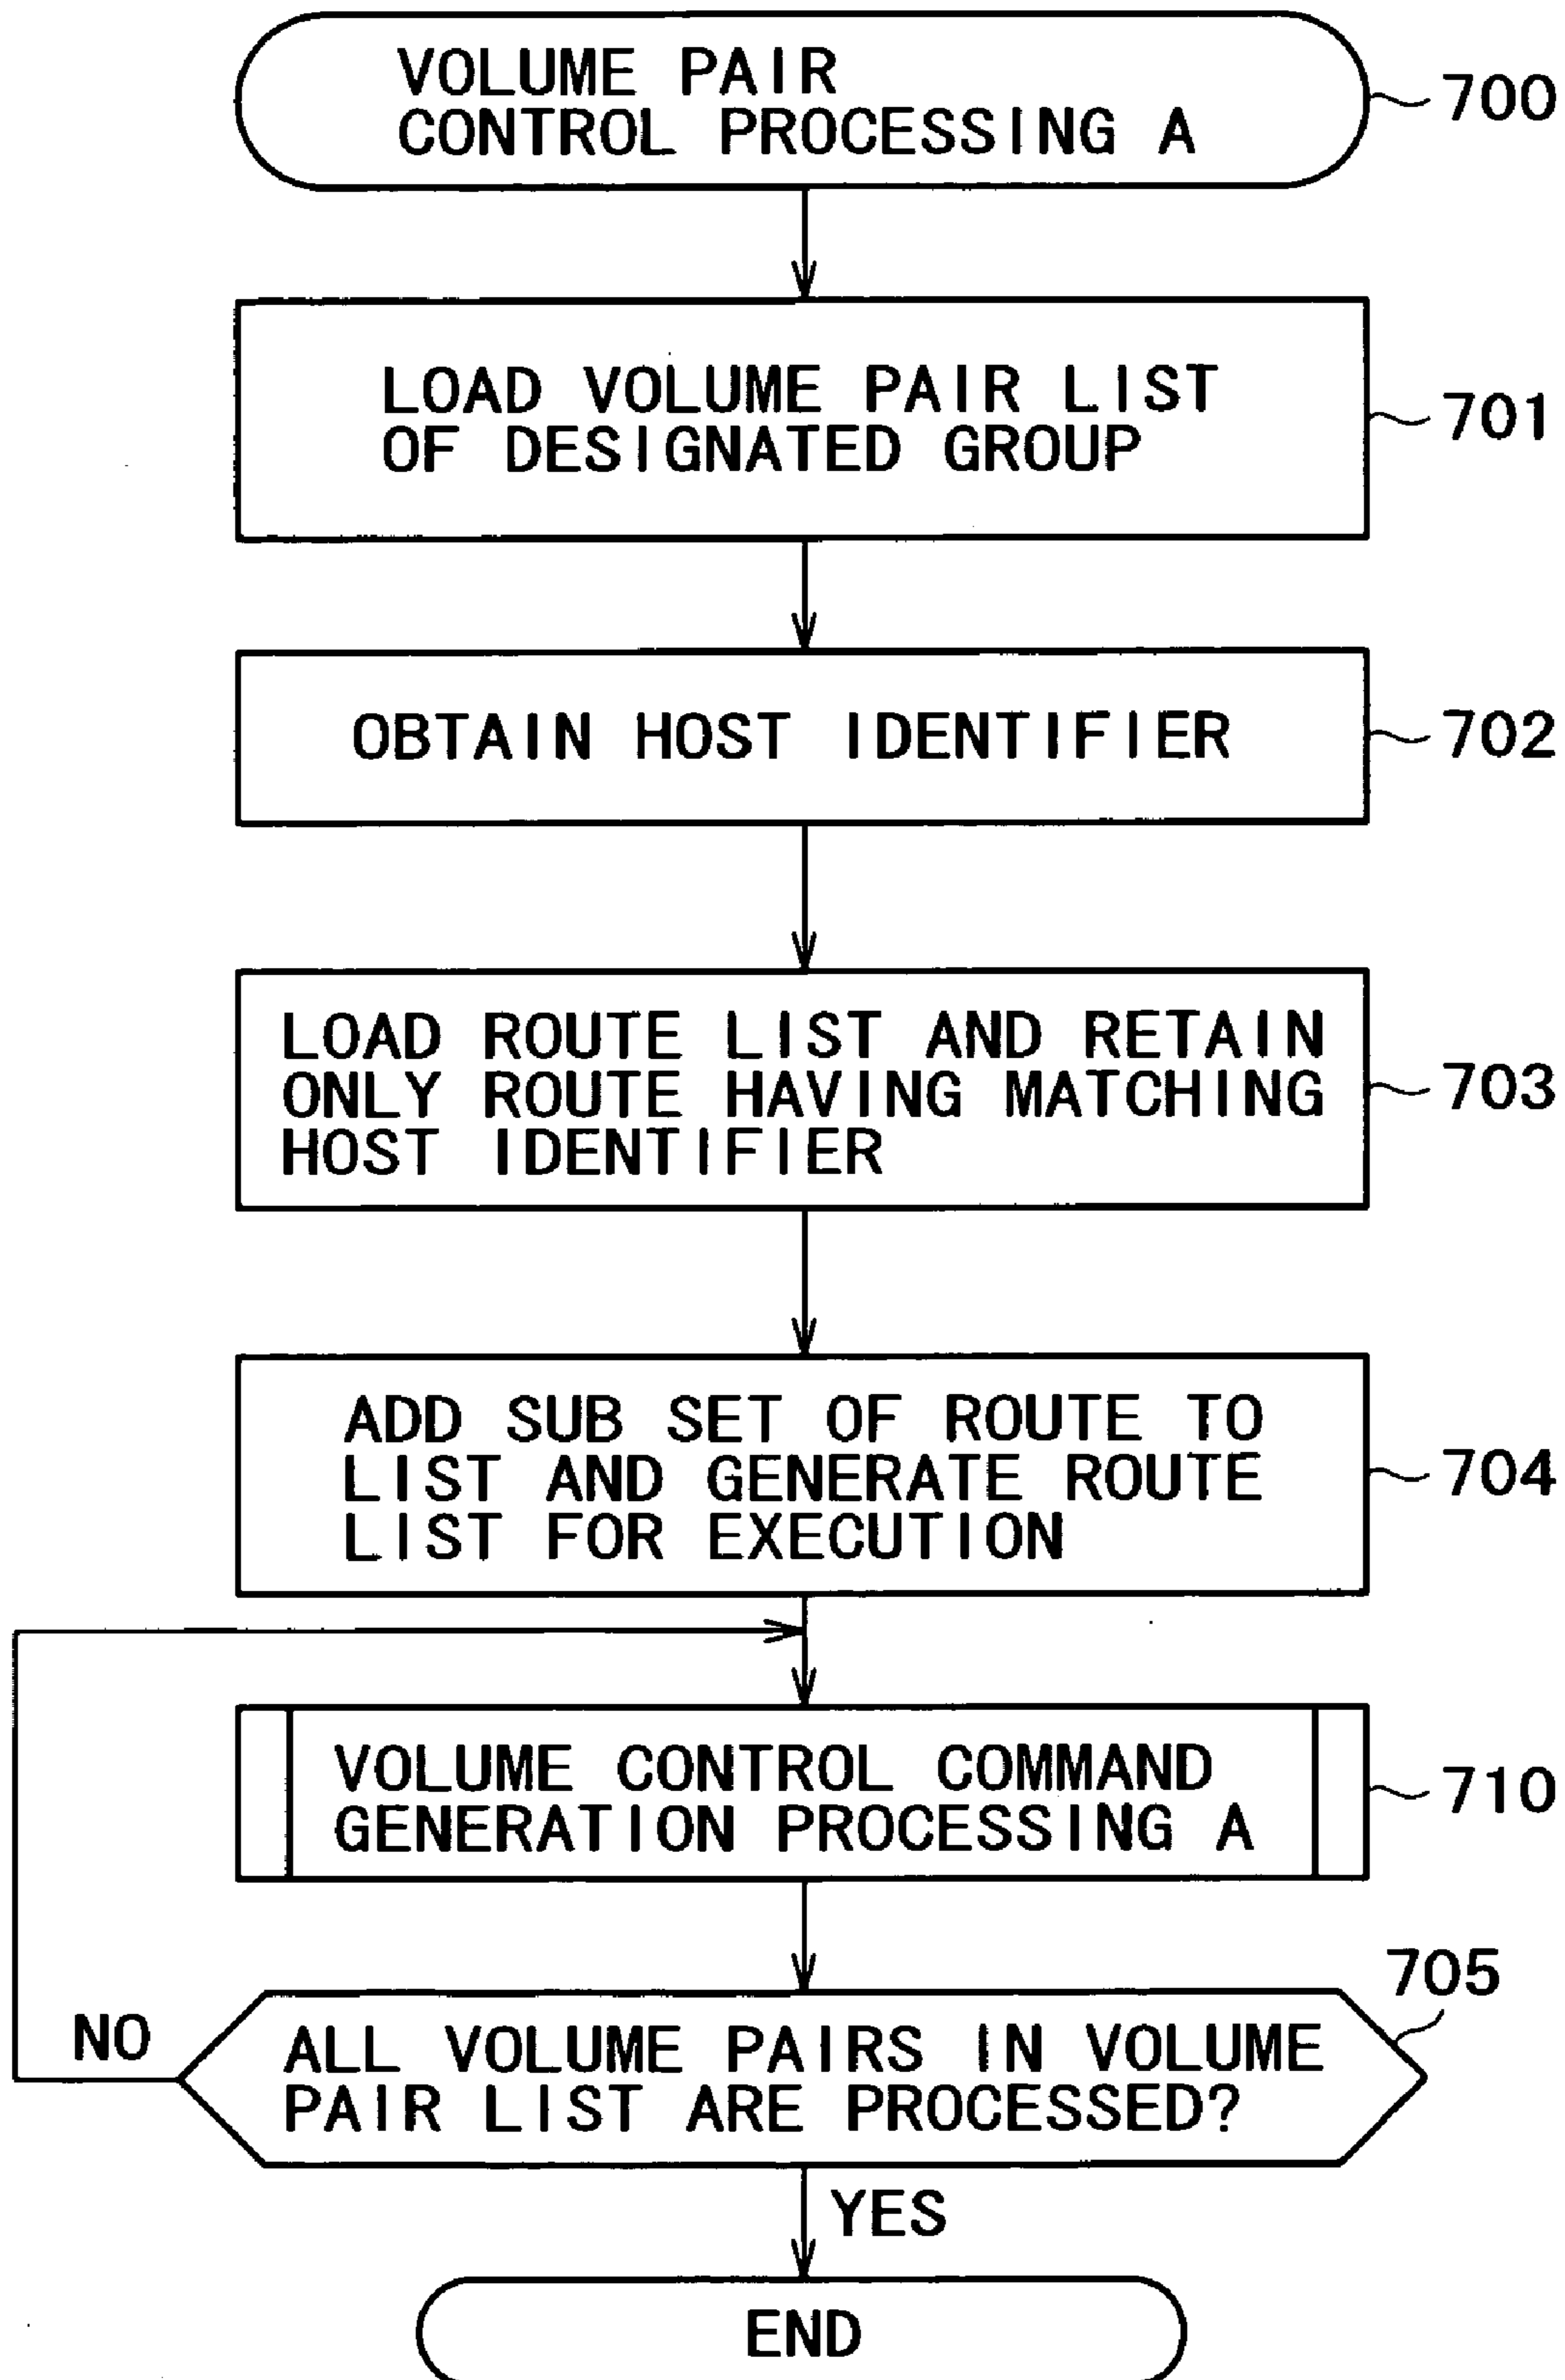 VOLUME PAIR
CONTROL PROCESSING A
700
LOAD VOLUME PAIR LIST
OF DESIGNATED GROUP
701
OBTAIN HOST IDENTIFIER
702
LOAD ROUTE LIST AND RETAIN
ONLY ROUTE HAVING MATCHING
HOST IDENTIFIER
703
ADD SUB SET OF ROUTE TO
LIST AND GENERATE ROUTE
LIST FOR EXECUTION
704
VOLUME CONTROL COMMAND
GENERATION PROCESSING A
710
705
NO
ALL VOLUME PAIRS IN VOLUME
PAIR LIST ARE PROCESSED?
YES
END